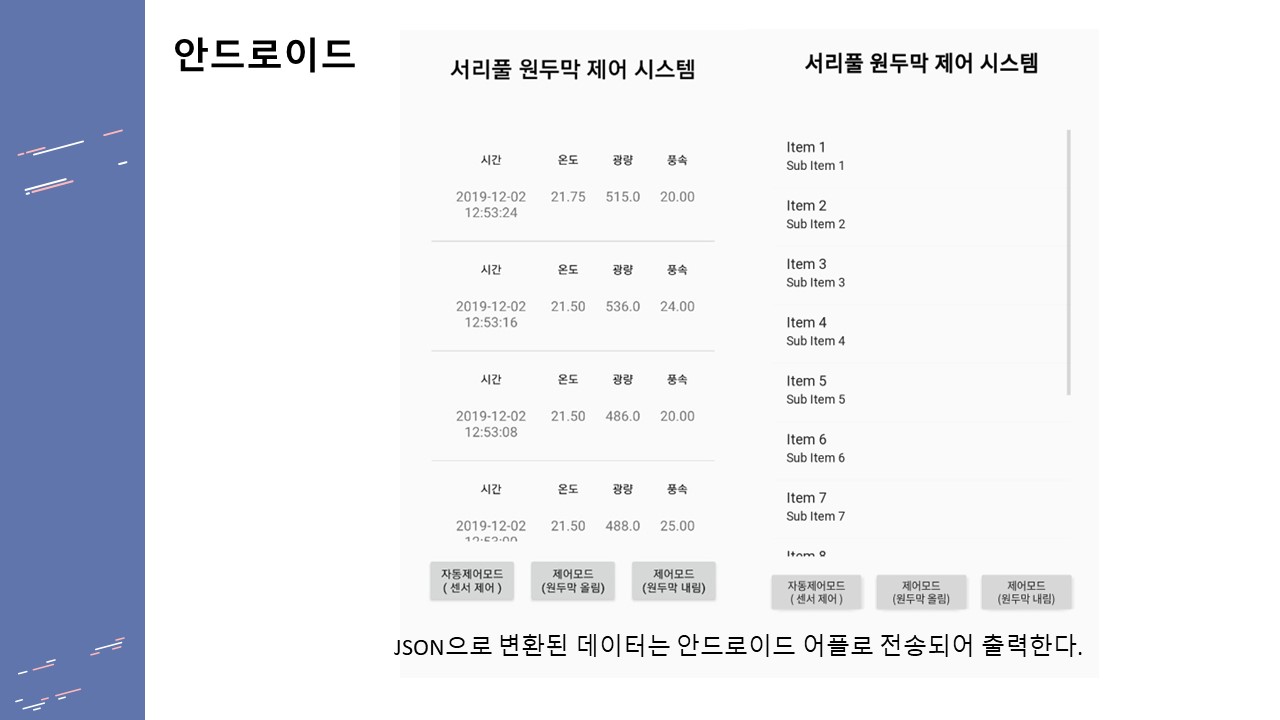 안드로이드
서리풀 원두막 제어 시스템
시간 온도 광량 풍속
2019-12-02 21.75 515.0 20.00
12:53:24
시간 온도 광량 풍속
2019-12-02 21.50 536.0 24.00
12:53:16
시간 온도 광량 풍속
2019-12-02 21.50 486.0 20.00
12:53:08
시간 온도 광량 풍속
2019-12-02 21.50 488.0 25.00
12:53:00
자동제어모드 제어모드 제어모드
( 센서 제어 ) (원두막 올림) (원두막 내림)
서리풀 원두막 제어 시스템
Item 1
Sub Item 1
Item 2
Sub Item 2
Item 3
Sub Item 3
Item 4
Sub Item 4
Item 5
Sub Item 5
Item 6
Sub Item 6
Item 7
Sub Item 7
Item 8
자동제어모드 제어모드 제어모드
( 센서 제어 ) (원두막 올림) (원두막 내림)
JSON으로 변환된 데이터는 안드로이드 어플로 전송되어 출력한다.